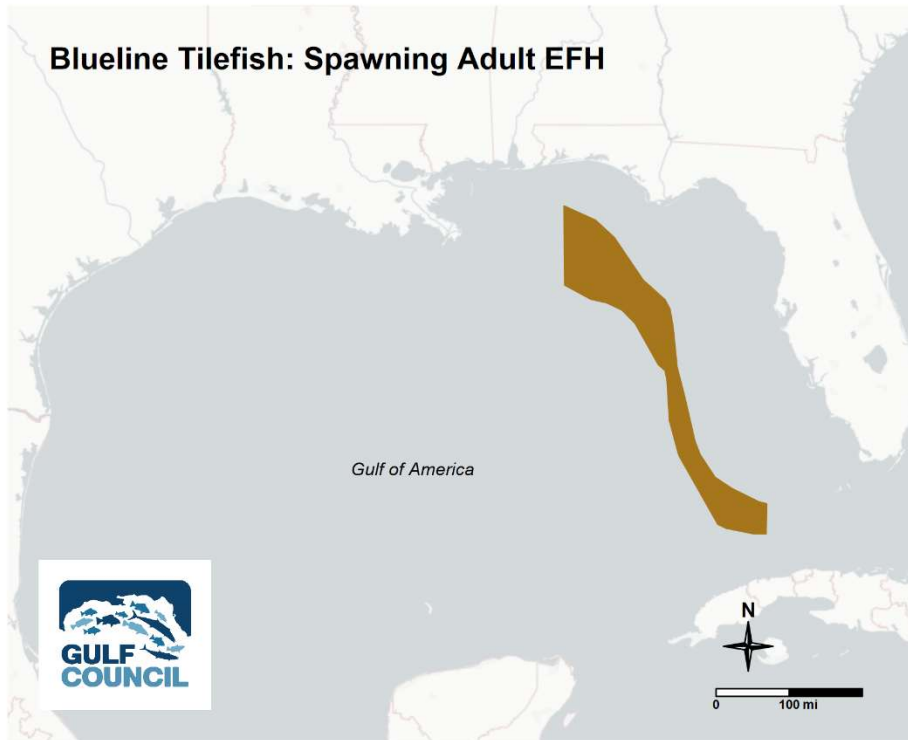 Blueline Tilefish: Spawning Adult EFH
Gulf of America
GULF
COUNCIL
N
0 100 mi